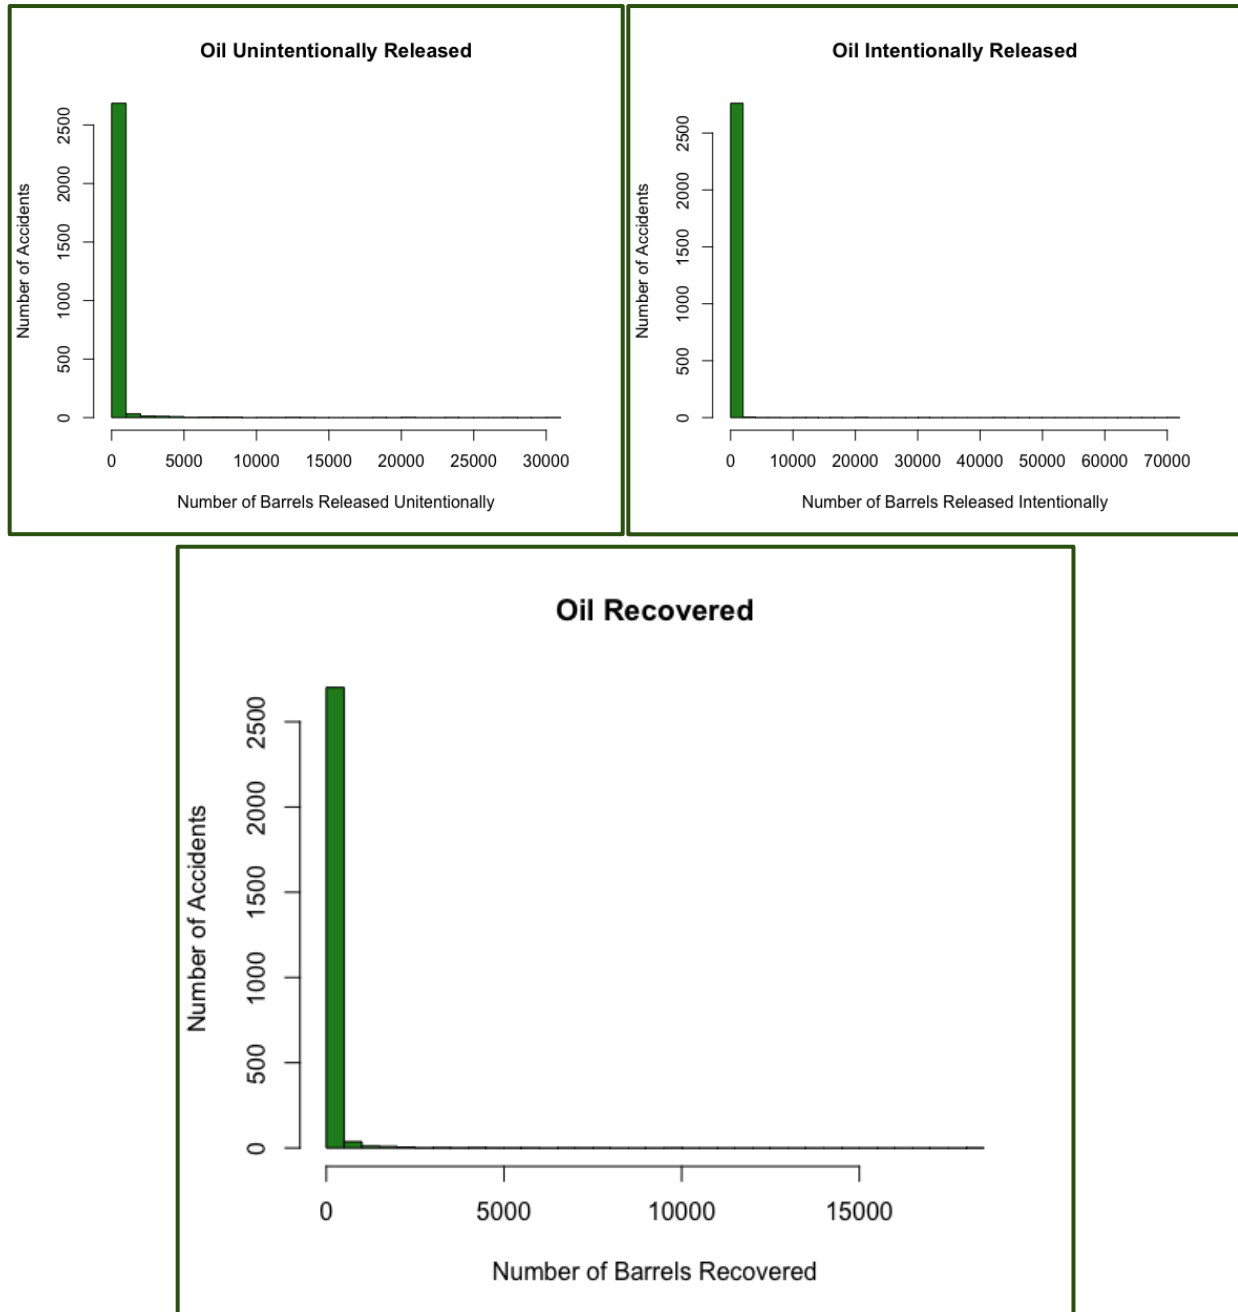 Oil Unintentionally Released
Number of Accidents
2500
2000
1500
1000
500
0
0 5000 10000 15000 20000 25000 30000
Number of Barrels Released Unitentionally
Oil Intentionally Released
Number of Accidents
2500
2000
1500
1000
500
0
0 10000 20000 30000 40000 50000 60000 70000
Number of Barrels Released Intentionally
Oil Recovered
Number of Accidents
2500
2000
1500
1000
500
0
0 5000 10000 15000
Number of Barrels Recovered